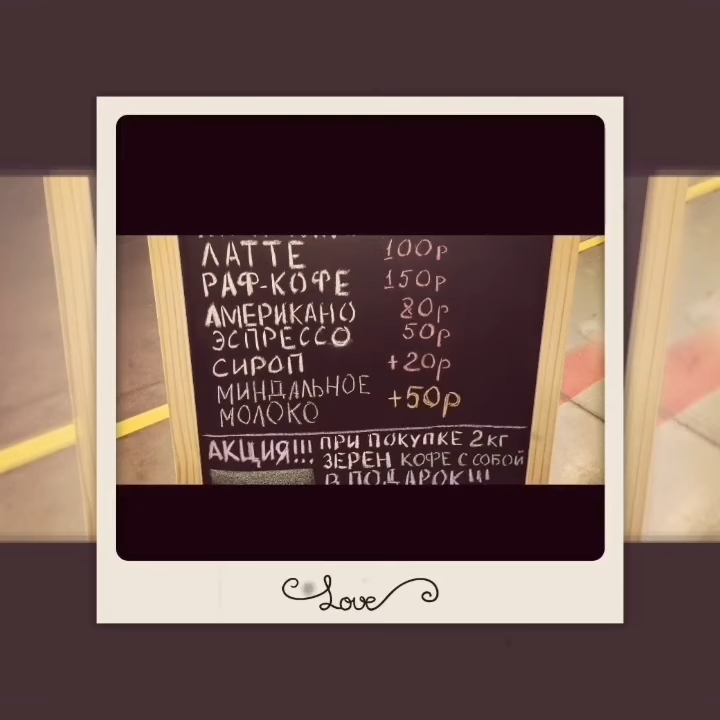 ЛАТТЕ 100р
РАФ-КОФЕ 150р
АМЕРИКАНО 80р
ЭСПРЕССО 50р
СИРОП +20р
МИНДАЛЬНОЕ
МОЛОКО +50р
АКЦИЯ!!! ПРИ ПОКУПКЕ 2кг
ЗЕРЕН КОФЕ С СОБОЙ
В ПОДАРОК!!!
Love